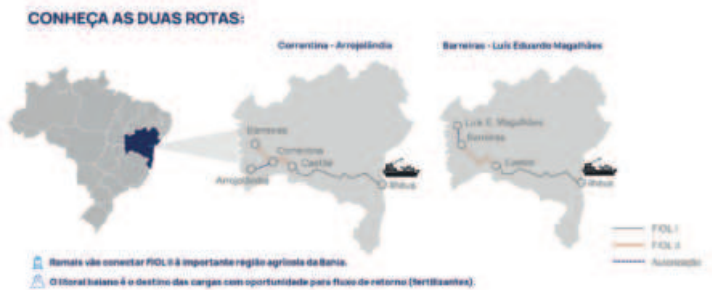 CONHEÇA AS DUAS ROTAS:
Correntina - Arrojolândia
Barreiras - Luís Eduardo Magalhães
Barreiras
Correntina
Caetité
Arrojolândia
Ilhéus
Luís E. Magalhães
Barreiras
Caetité
Ilhéus
FIOL I
FIOL II
Autorização
Ramais vão conectar FIOL II à importante região agrícola da Bahia.
O litoral baiano é o destino das cargas com oportunidade para fluxo de retorno (fertilizantes).